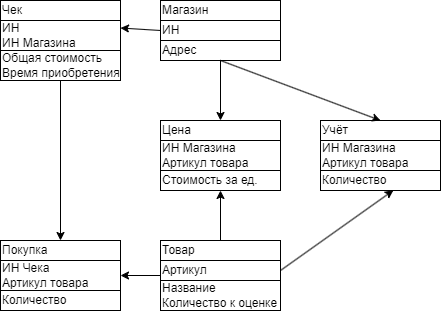 Чек
ИН
ИН Магазина
Общая стоимость
Время приобретения
Магазин
ИН
Адрес
Цена
ИН Магазина
Артикул товара
Стоимость за ед.
Учёт
ИН Магазина
Артикул товара
Количество
Покупка
ИН Чека
Артикул товара
Количество
Товар
Артикул
Название
Количество к оценке